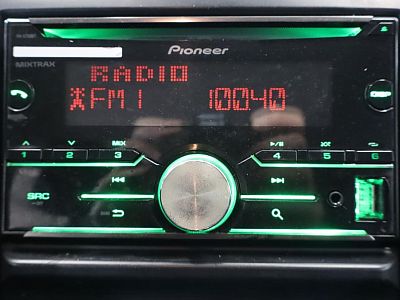 Pioneer
MIXTRAX
RADIO
FM1 100.40
DISP
MIX
1 2 3 4 5 6
SRC